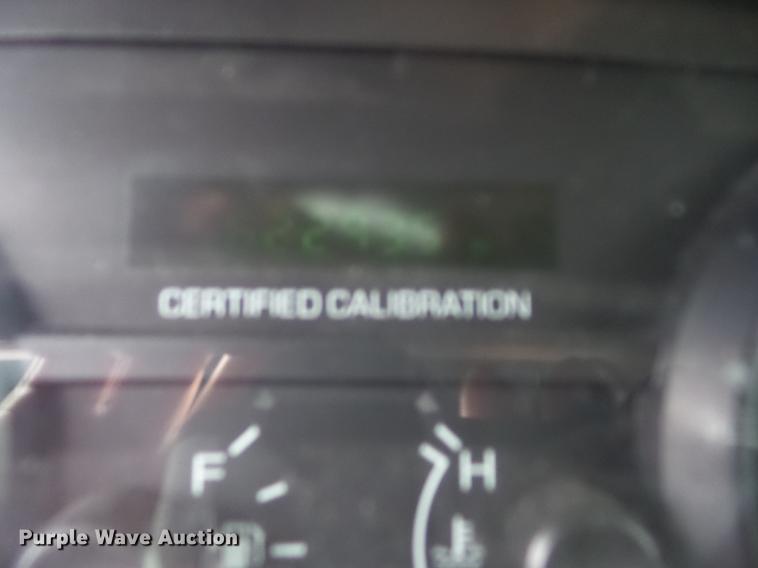 CERTIFIED CALIBRATION
F
H
Purple Wave Auction